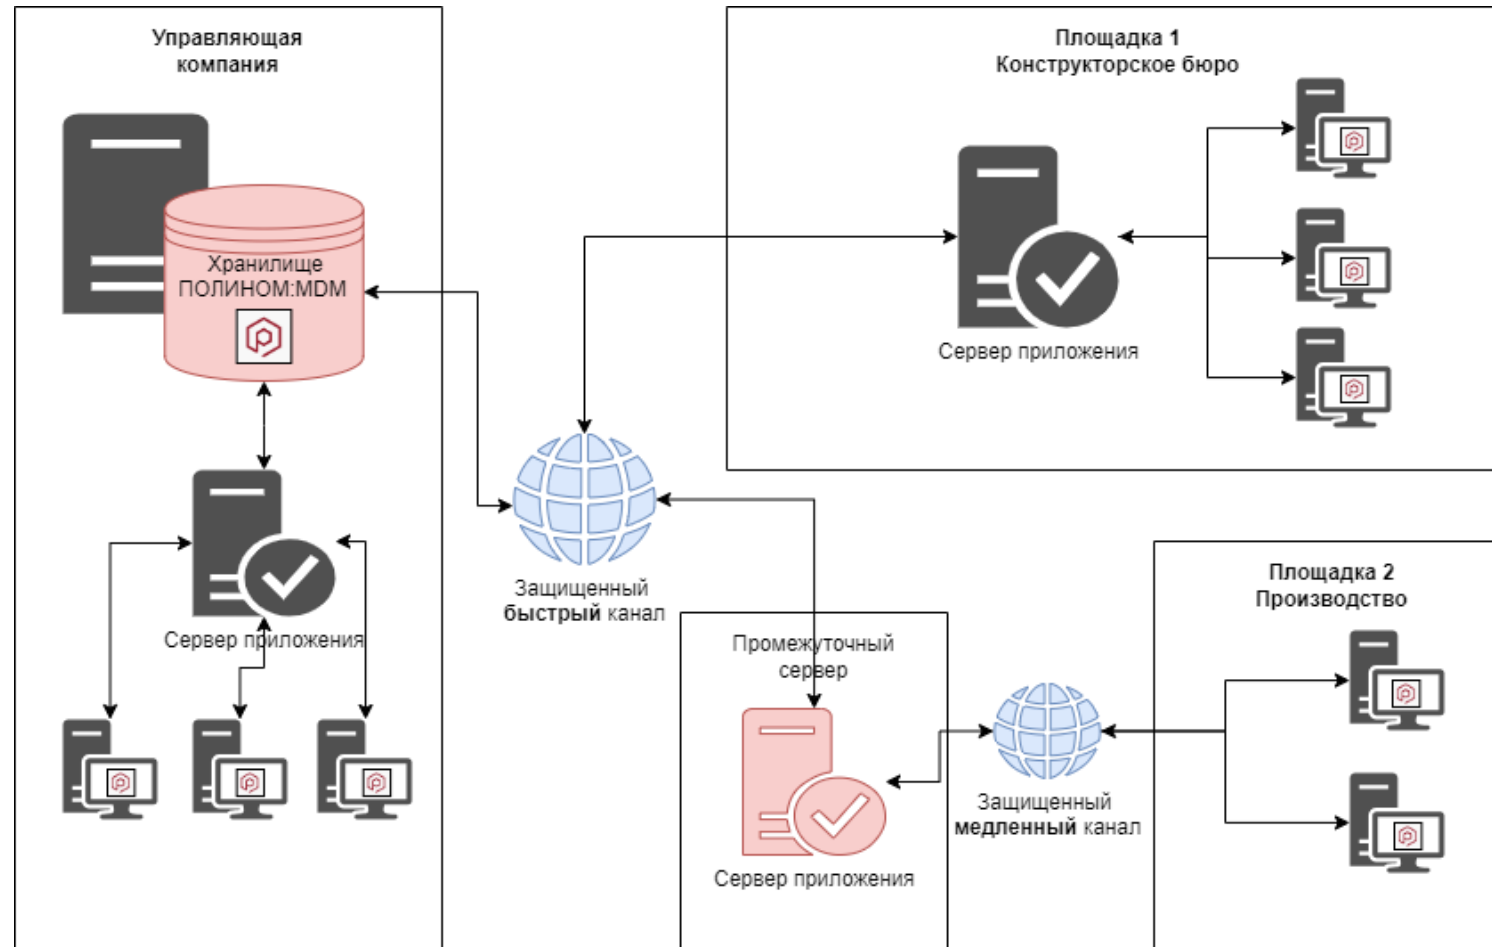 Управляющая
компания
Хранилище
ПОЛИНОМ:MDM
Сервер приложения
Защищенный
быстрый канал
Площадка 1
Конструкторское бюро
Сервер приложения
Промежуточный
сервер
Сервер приложения
Защищенный
медленный канал
Площадка 2
Производство